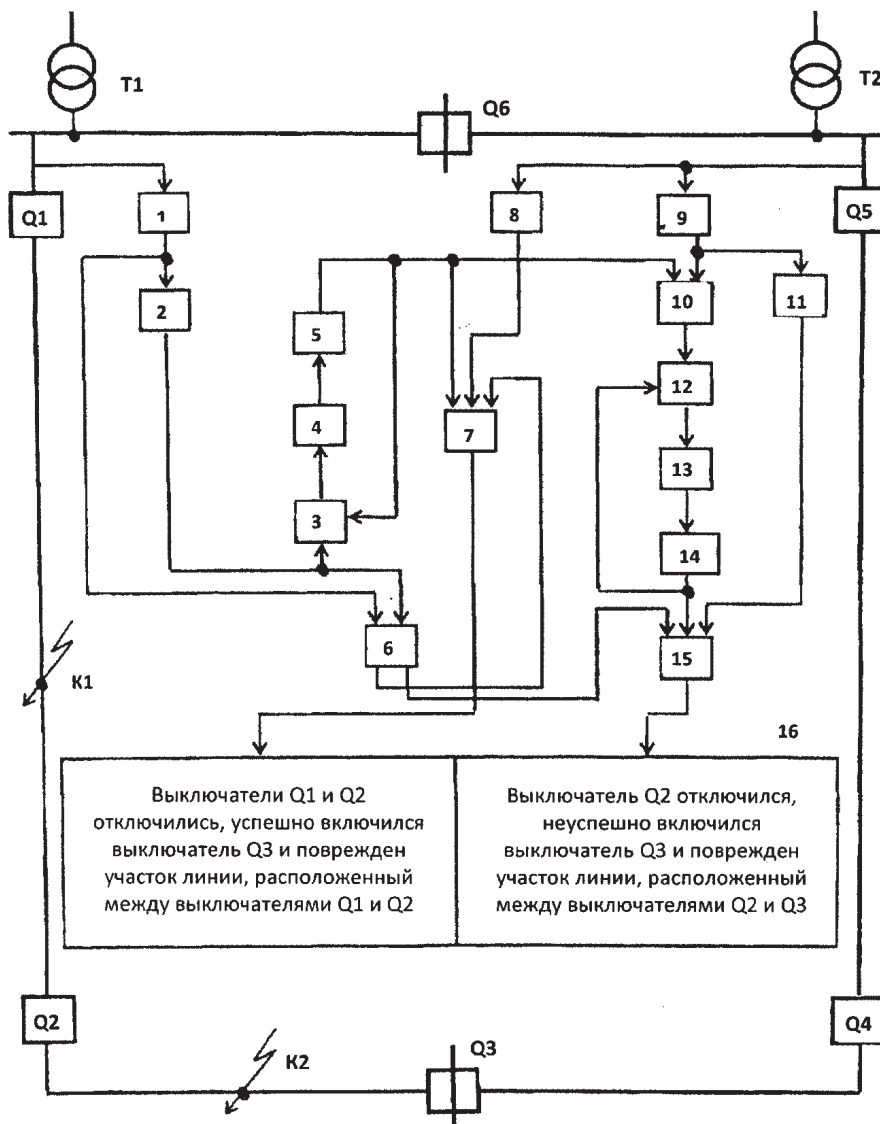 T1
T2
Q6
Q1
1
8
9
Q5
2
10
11
5
12
4
7
13
3
14
6
15
K1
16
Выключатели Q1 и Q2
отключились, успешно включился
выключатель Q3 и поврежден
участок линии, расположенный
между выключателями Q1 и Q2
Выключатель Q2 отключился,
неуспешно включился
выключатель Q3 и поврежден
участок линии, расположенный
между выключателями Q2 и Q3
Q2
Q4
Q3
K2